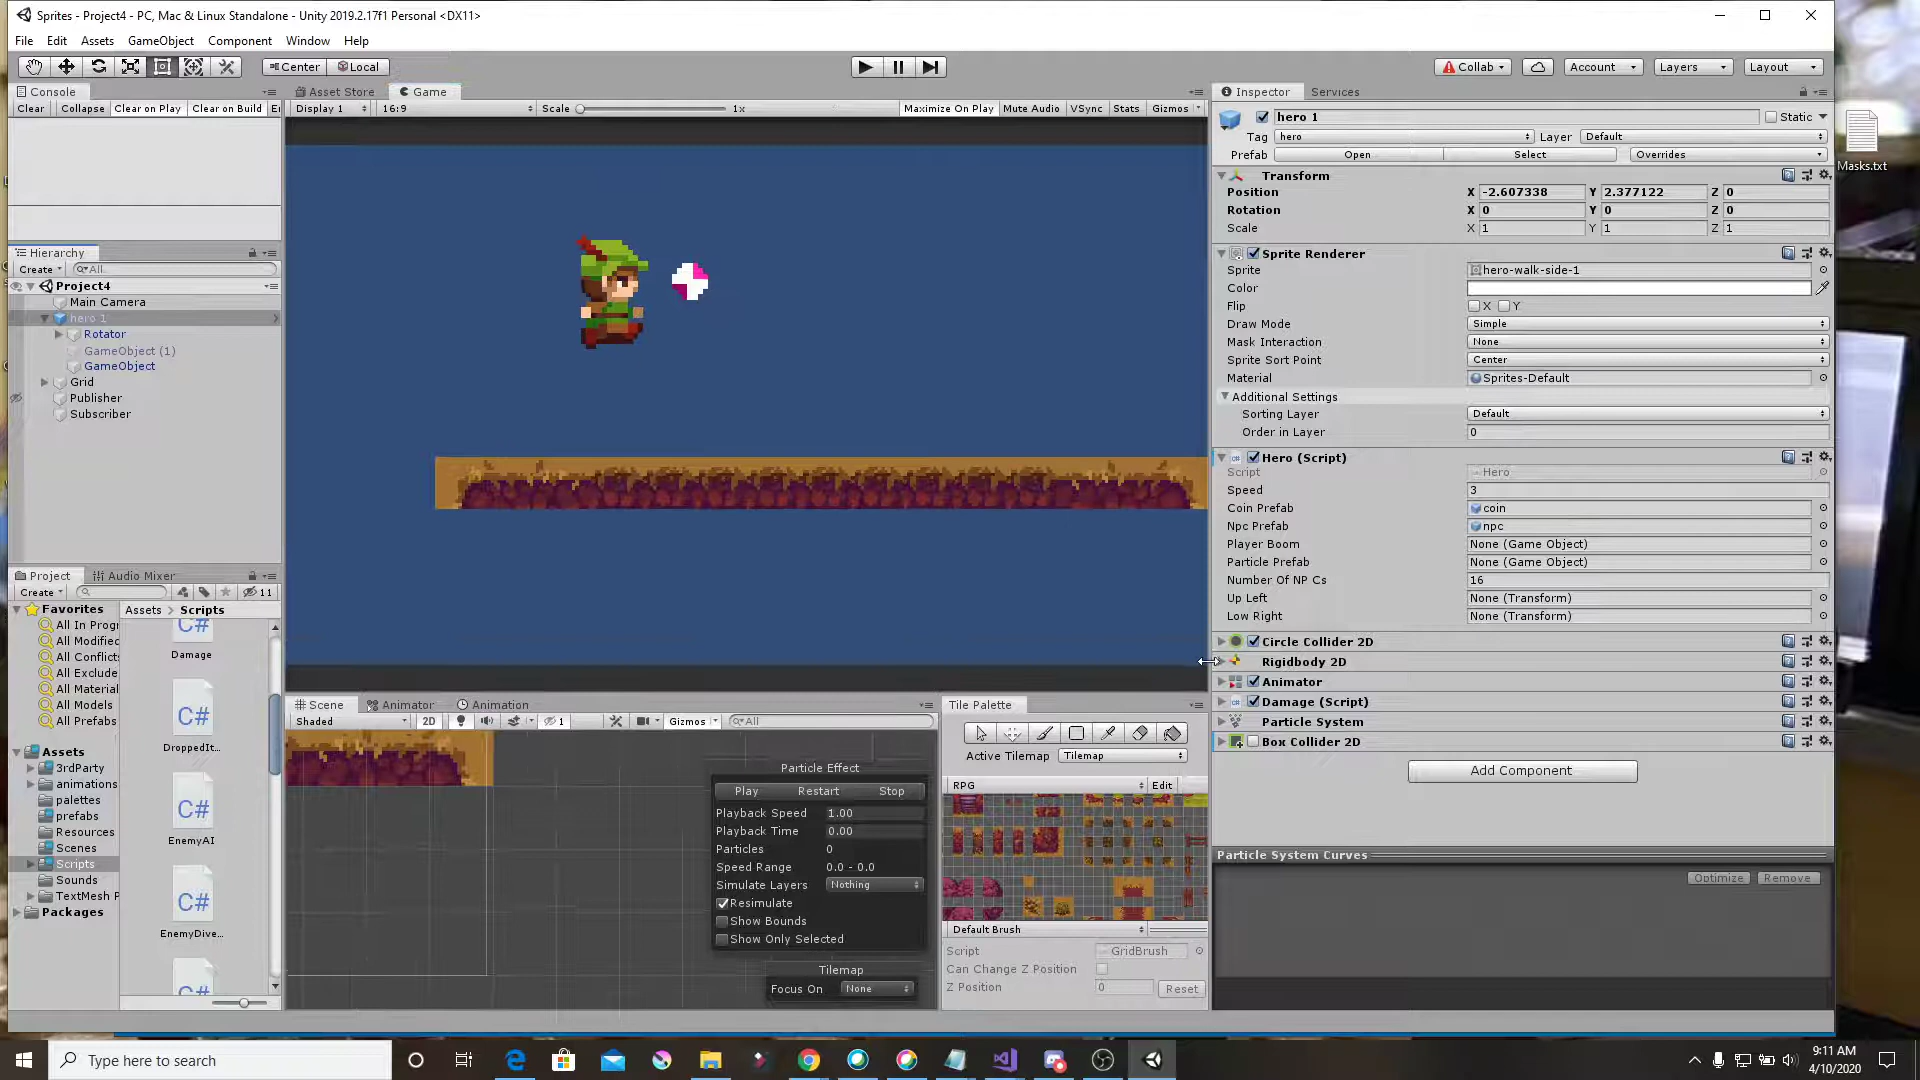 Sprites - Project4 - PC, Mac & Linux Standalone - Unity 2019.2.17f1 Personal <DX11>
File Edit Assets GameObject Component Window Help
Center Local Collab Account Layers Layout
Console
Clear Collapse Clear on Play Clear on Build
Asset Store Game
Display 1 16:9 Scale 1x Maximize On Play Mute Audio VSync Stats Gizmos
Hierarchy
Create All
Project4
Main Camera
hero 1
Rotator
GameObject (1)
GameObject
Grid
Publisher
Subscriber
Project Audio Mixer
Create 11
Favorites
All In Progr
All Modified
All Conflicts
All Exclude
All Material
All Models
All Prefabs
Assets
3rdParty
animations
palettes
prefabs
Resources
Scenes
Scripts
Sounds
TextMesh P
Packages
Assets > Scripts
C#
Damage
C#
DroppedIt...
C#
EnemyAI
C#
EnemyDive...
C#
Scene Animator Animation
Shaded 2D 1 Gizmos All
Particle Effect
Play Restart Stop
Playback Speed 1.00
Playback Time 0.00
Particles 0
Speed Range 0.0 - 0.0
Simulate Layers Nothing
Resimulate
Show Bounds
Show Only Selected
Tilemap
Focus On None
Tile Palette
Active Tilemap Tilemap
RPG Edit
Default Brush
Script GridBrush
Can Change Z Position
Z Position 0 Reset
Inspector Services
hero 1 Static
Tag hero Layer Default
Prefab Open Select Overrides
Transform
Position X -2.607338 Y 2.377122 Z 0
Rotation X 0 Y 0 Z 0
Scale X 1 Y 1 Z 1
Sprite Renderer
Sprite hero-walk-side-1
Color
Flip X Y
Draw Mode Simple
Mask Interaction None
Sprite Sort Point Center
Material Sprites-Default
Additional Settings
Sorting Layer Default
Order in Layer 0
Hero (Script)
Script Hero
Speed 3
Coin Prefab coin
Npc Prefab npc
Player Boom None (Game Object)
Particle Prefab None (Game Object)
Number Of NP Cs 16
Up Left None (Transform)
Low Right None (Transform)
Circle Collider 2D
Rigidbody 2D
Animator
Damage (Script)
Particle System
Box Collider 2D
Add Component
Particle System Curves
Optimize Remove
Masks.txt
Type here to search
9:11 AM
4/10/2020